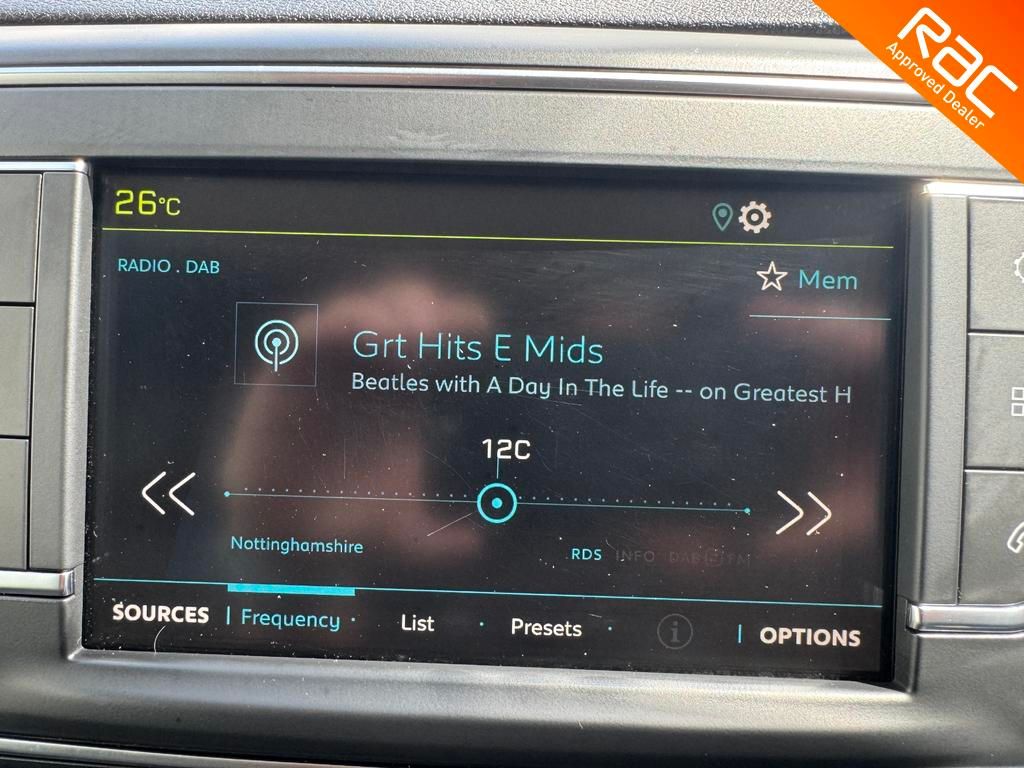 RAC
Approved Dealer
26°C
RADIO . DAB
Mem
Grt Hits E Mids
Beatles with A Day In The Life -- on Greatest H
12C
Nottinghamshire
RDS INFO DAB
SOURCES | Frequency · List · Presets · i | OPTIONS